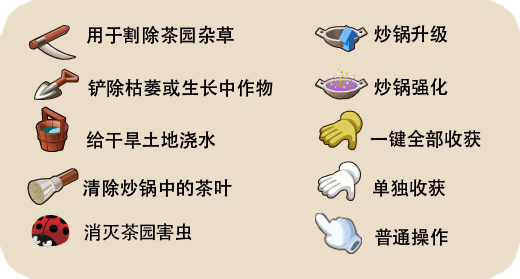 用于割除茶园杂草
铲除枯萎或生长中作物
给干旱土地浇水
清除炒锅中的茶叶
消灭茶园害虫
炒锅升级
炒锅强化
一键全部收获
单独收获
普通操作